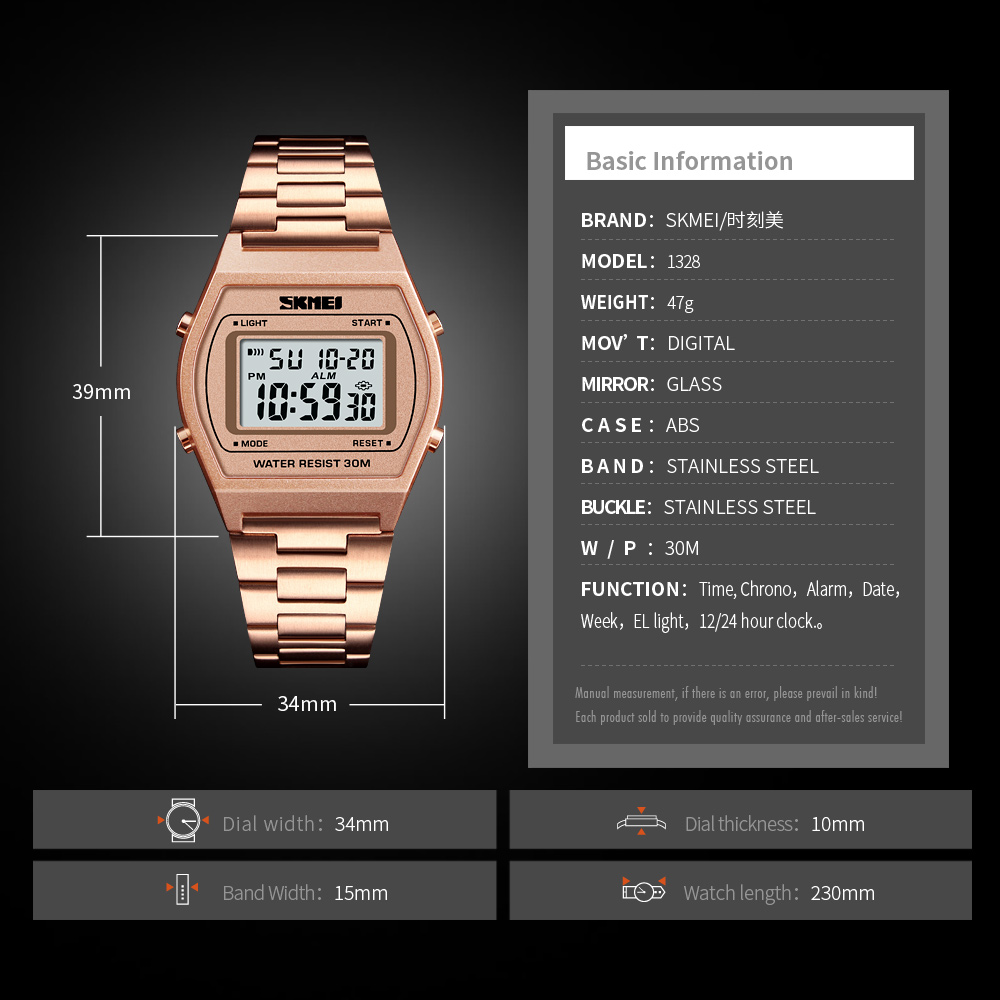 SKMEI
LIGHT START
SU 10-20
PM ALM
10:59 30
MODE RESET
WATER RESIST 30M
39mm
34mm
Basic Information
BRAND： SKMEI/时刻美
MODEL： 1328
WEIGHT： 47g
MOV’ T： DIGITAL
MIRROR： GLASS
CASE： ABS
BAND： STAINLESS STEEL
BUCKLE： STAINLESS STEEL
W / P ： 30M
FUNCTION： Time, Chrono，Alarm，Date，
Week，EL light，12/24 hour clock.。
Manual measurement, if there is an error, please prevail in kind!
Each product sold to provide quality assurance and after-sales service!
Dial width： 34mm
Dial thickness： 10mm
Band Width： 15mm
Watch length： 230mm